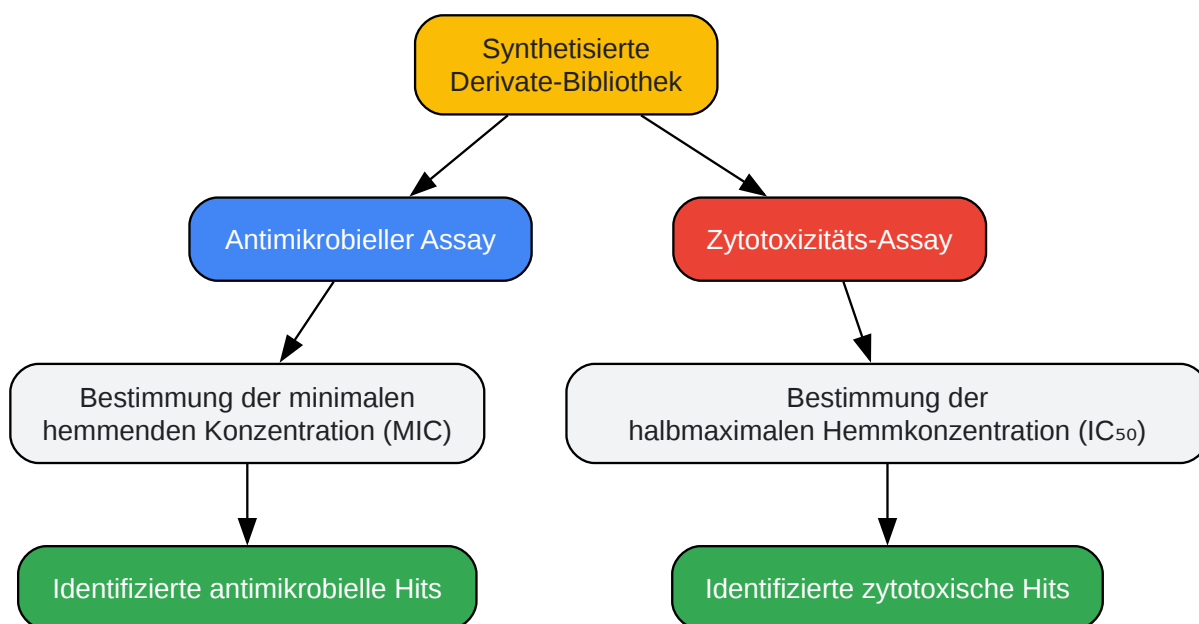 Synthetisierte
Derivate-Bibliothek
Antimikrobieller Assay
Zytotoxizitäts-Assay
Bestimmung der minimalen
hemmenden Konzentration (MIC)
Bestimmung der
halbmaximalen Hemmkonzentration (IC₅₀)
Identifizierte antimikrobielle Hits
Identifizierte zytotoxische Hits